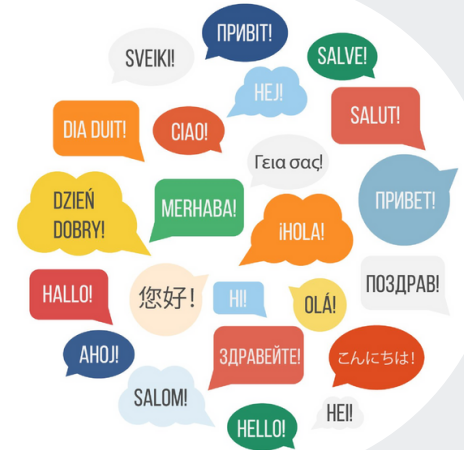 ПРИВІТ!
SVEIKI!
SALVE!
HEJ!
SALUT!
DIA DUIT!
CIAO!
Γεια σας!
DZIEŃ
DOBRY!
MERHABA!
¡HOLA!
ПРИВЕТ!
HALLO!
您好!
HI!
OLÁ!
ПОЗДРАВ!
AHOJ!
ЗДРАВЕЙТЕ!
こんにちは!
SALOM!
HEI!
HELLO!